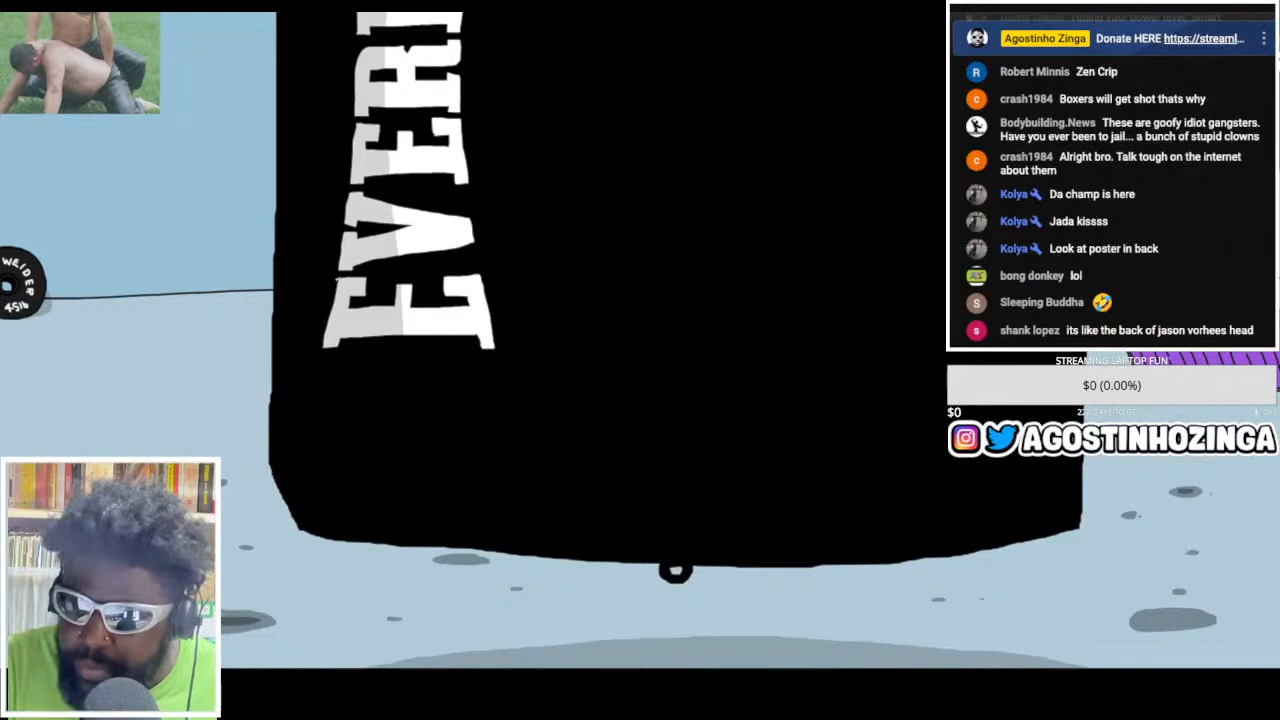 EVER
WEIDER
45lb
Agostinho Zinga Donate HERE https://streaml...
Robert Minnis Zen Crip
crash1984 Boxers will get shot thats why
Bodybuilding.News These are goofy idiot gangsters.
Have you ever been to jail... a bunch of stupid clowns
crash1984 Alright bro. Talk tough on the internet
about them
Kolya Da champ is here
Kolya Jada kissss
Kolya Look at poster in back
bong donkey lol
Sleeping Buddha 🤣
shank lopez its like the back of jason vorhees head
STREAMING LAPTOP FUN
$0 (0.00%)
$0
AGOSTINHOZINGA